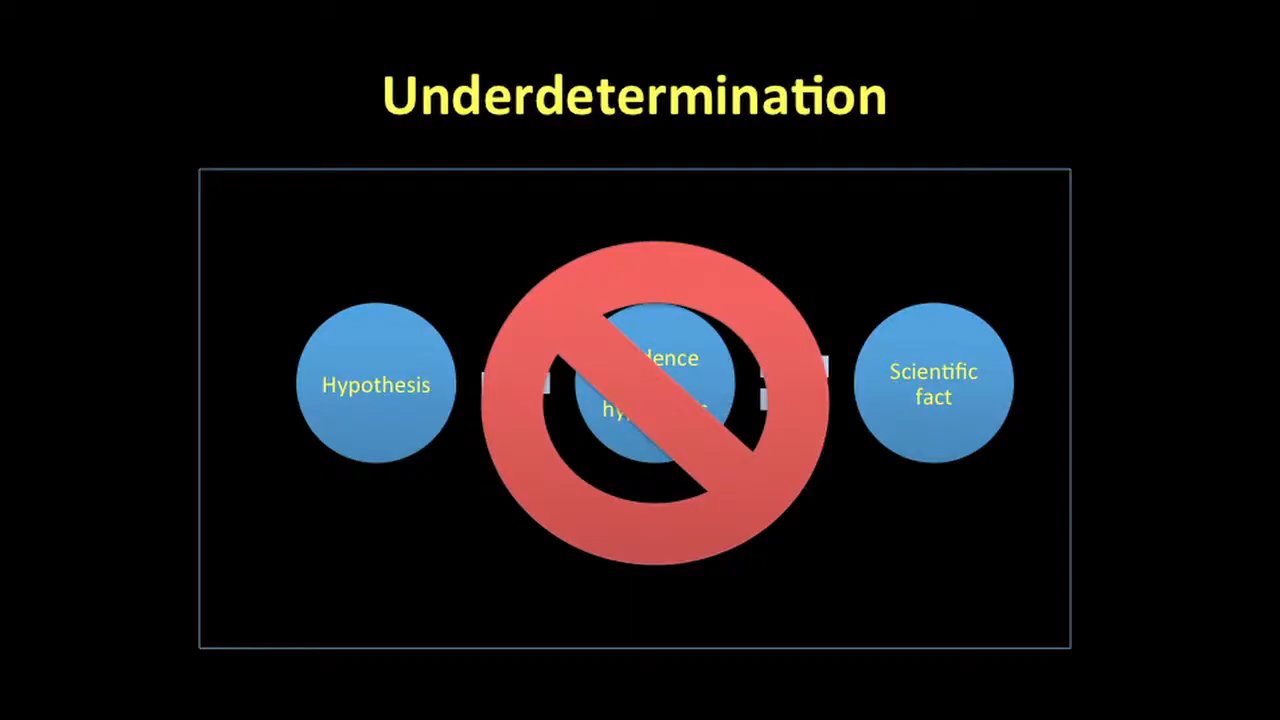 Underdetermination
Hypothesis
Scientific
fact